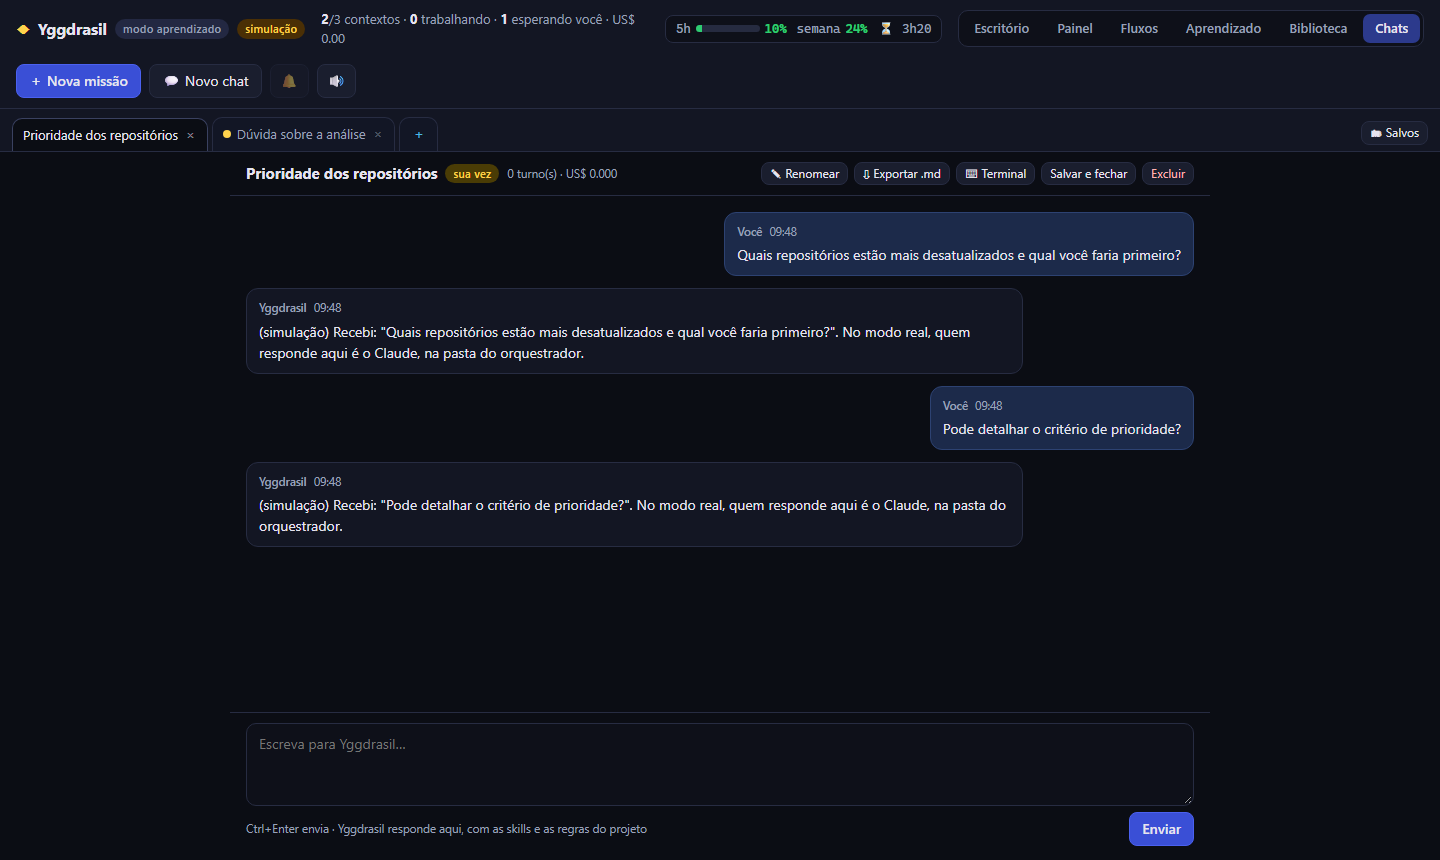 Yggdrasil
modo aprendizado
simulação
2/3 contextos · 0 trabalhando · 1 esperando você · US$
0.00
5h 10% semana 24% 3h20
Escritório
Painel
Fluxos
Aprendizado
Biblioteca
Chats
+ Nova missão
Novo chat
Prioridade dos repositórios ×
Dúvida sobre a análise ×
+
Salvos
Prioridade dos repositórios
sua vez
0 turno(s) · US$ 0.000
Renomear
⇩ Exportar .md
Terminal
Salvar e fechar
Excluir
Você 09:48
Quais repositórios estão mais desatualizados e qual você faria primeiro?
Yggdrasil 09:48
(simulação) Recebi: "Quais repositórios estão mais desatualizados e qual você faria primeiro?". No modo real, quem
responde aqui é o Claude, na pasta do orquestrador.
Você 09:48
Pode detalhar o critério de prioridade?
Yggdrasil 09:48
(simulação) Recebi: "Pode detalhar o critério de prioridade?". No modo real, quem responde aqui é o Claude, na pasta do
orquestrador.
Escreva para Yggdrasil...
Ctrl+Enter envia · Yggdrasil responde aqui, com as skills e as regras do projeto
Enviar